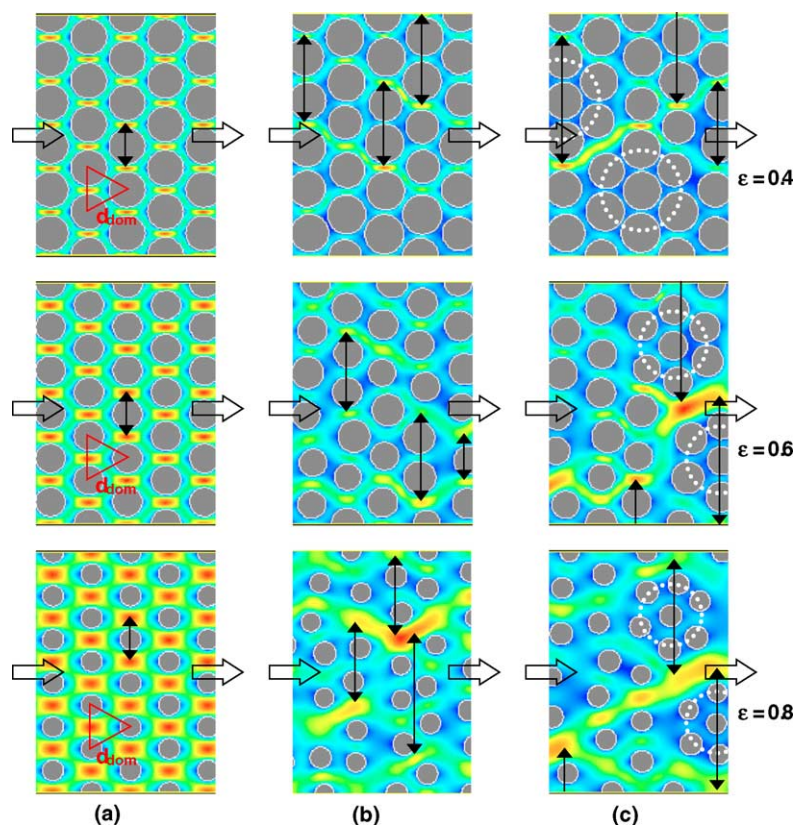 d_dom
ε = 0.4
d_dom
ε = 0.6
d_dom
ε = 0.8
(a)
(b)
(c)